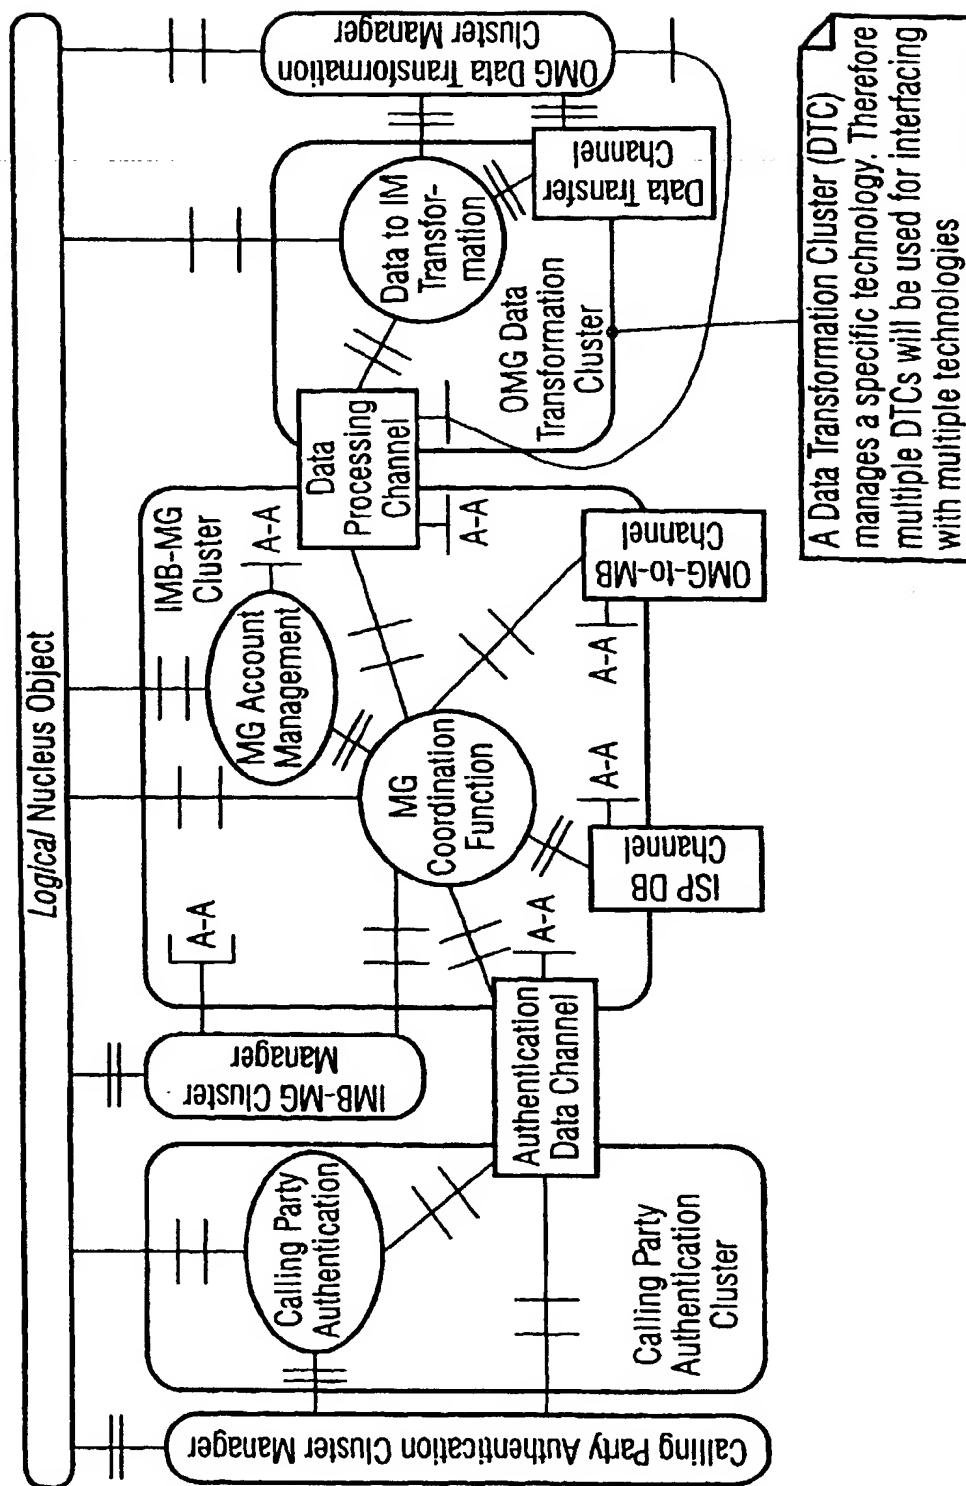 Logical Nucleus Object
Calling Party Authentication Cluster Manager
Calling Party
Authentication
Calling Party
Authentication
Cluster
IMB-MG Cluster
Manager
A-A
Authentication
Data Channel
A-A
MG
Coordination
Function
MG Account
Management
A-A
IMB-MG
Cluster
ISP DB
Channel
A-A
OMG-to-MB
Channel
A-A
Data
Processing
Channel
A-A
Data to IM
Transfor-
mation
OMG Data
Transformation
Cluster
Data Transfer
Channel
OMG Data Transformation
Cluster Manager
A Data Transformation Cluster (DTC)
manages a specific technology. Therefore
multiple DTCs will be used for interfacing
with multiple technologies